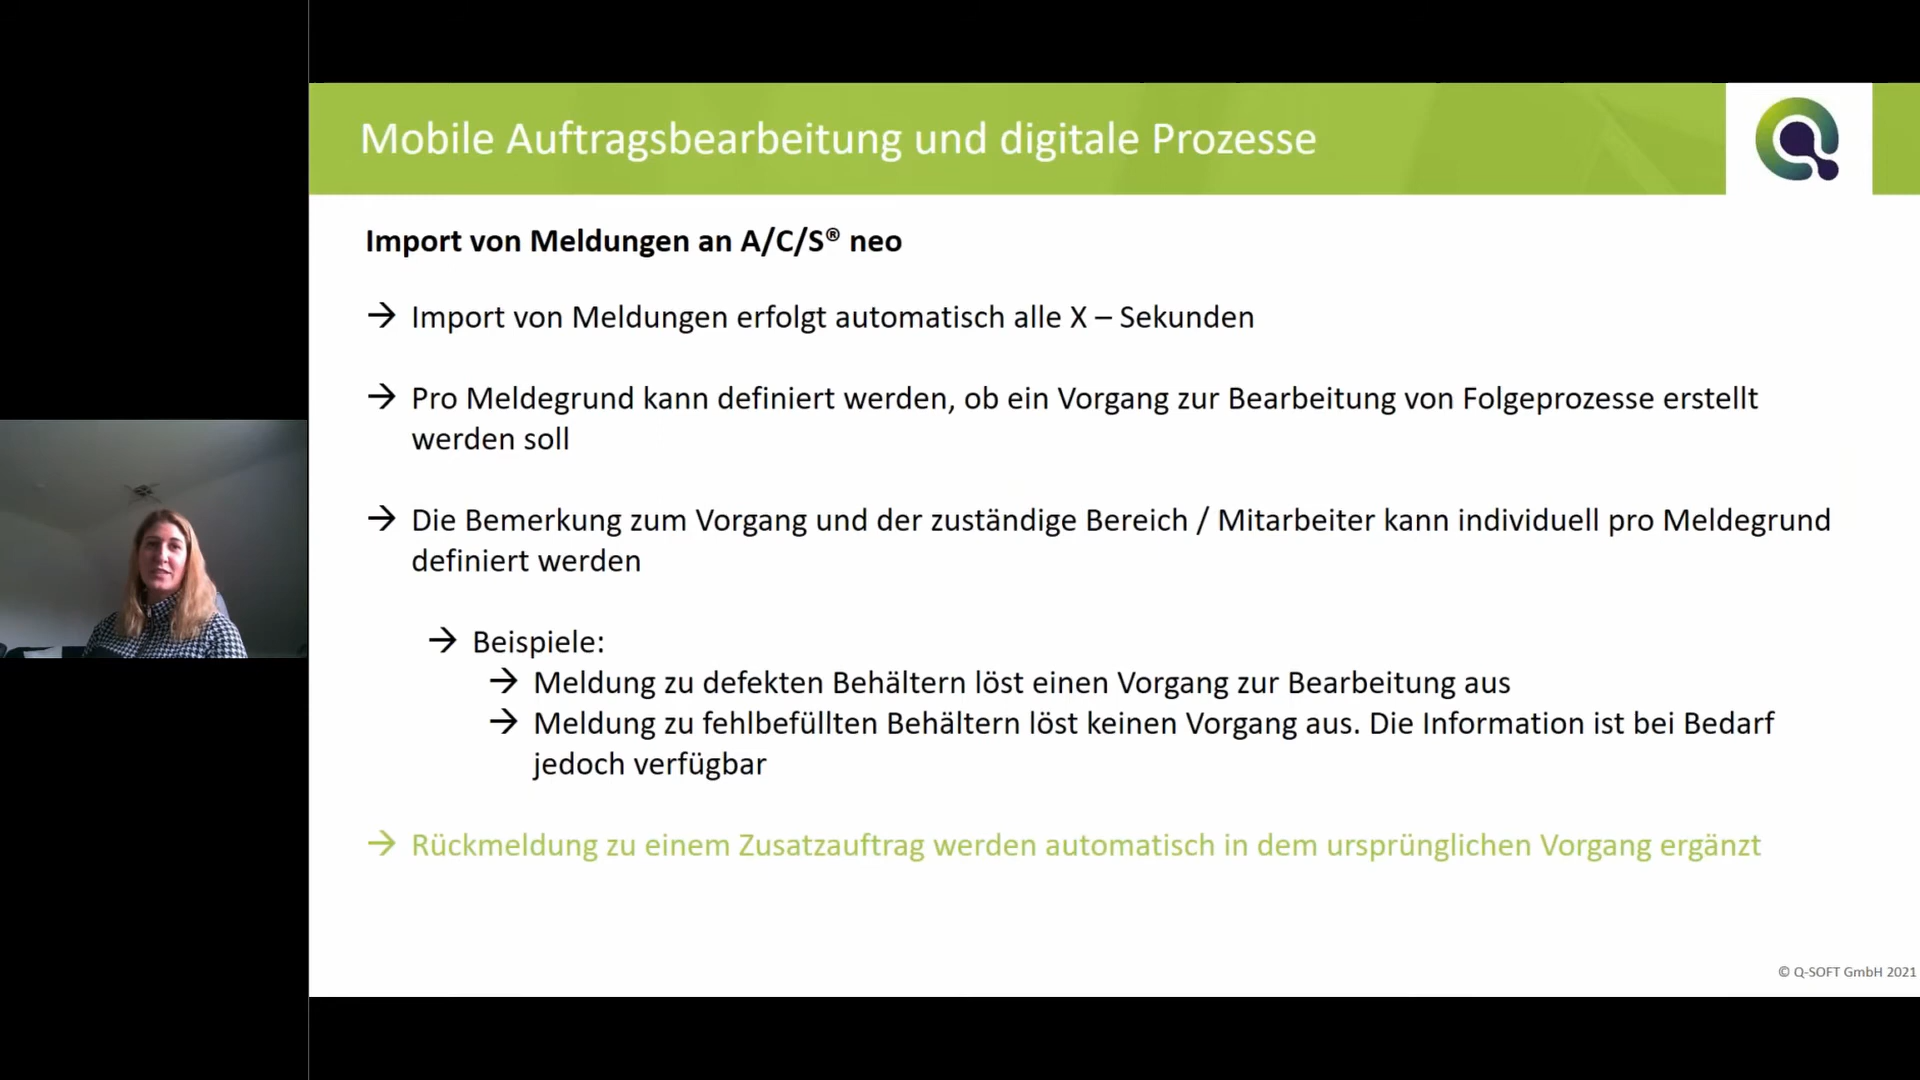 Mobile Auftragsbearbeitung und digitale Prozesse
Import von Meldungen an A/C/S® neo
→ Import von Meldungen erfolgt automatisch alle X – Sekunden
→ Pro Meldegrund kann definiert werden, ob ein Vorgang zur Bearbeitung von Folgeprozesse erstellt
werden soll
→ Die Bemerkung zum Vorgang und der zuständige Bereich / Mitarbeiter kann individuell pro Meldegrund
definiert werden
→ Beispiele:
→ Meldung zu defekten Behältern löst einen Vorgang zur Bearbeitung aus
→ Meldung zu fehlbefüllten Behältern löst keinen Vorgang aus. Die Information ist bei Bedarf
jedoch verfügbar
→ Rückmeldung zu einem Zusatzauftrag werden automatisch in dem ursprünglichen Vorgang ergänzt
© Q-SOFT GmbH 2021